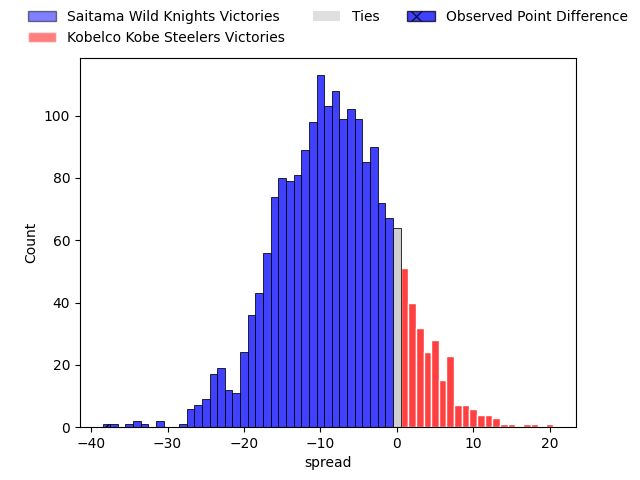 Saitama Wild Knights Victories
Ties
Observed Point Difference
Kobelco Kobe Steelers Victories
Count
100
80
60
40
20
0
−40
−30
−20
−10
0
10
20
spread